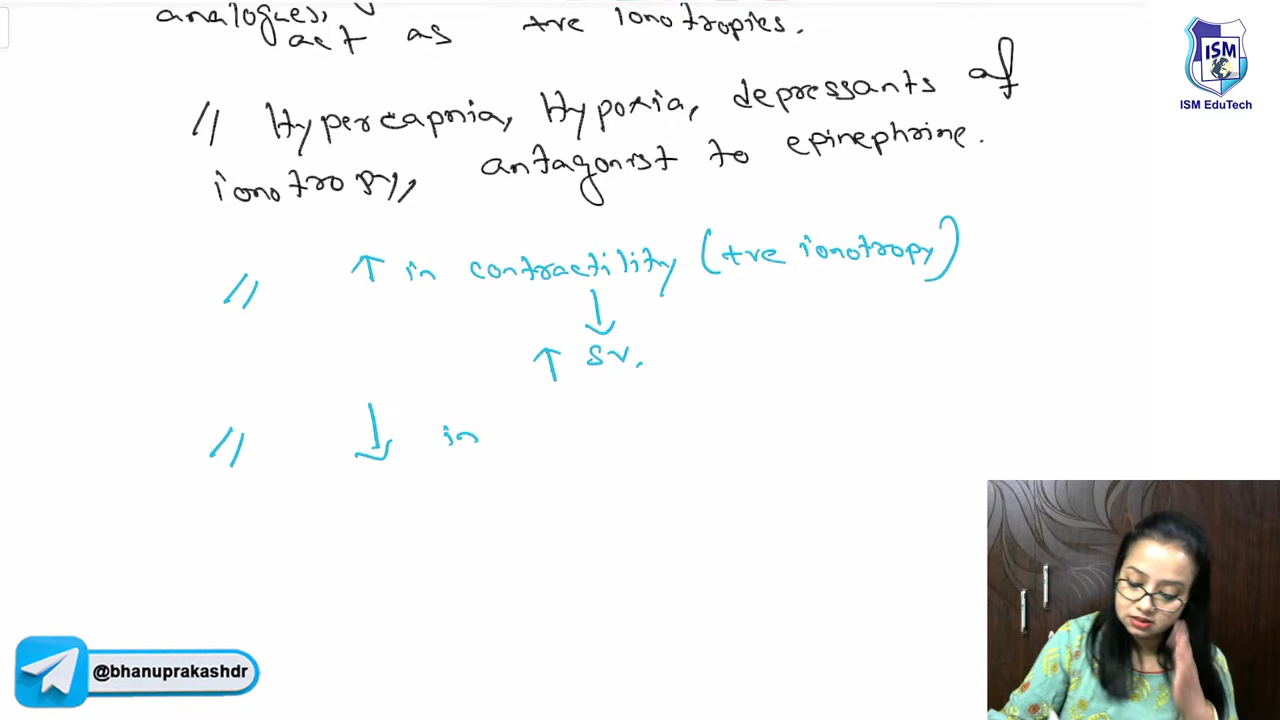 analogues, act as +ve ionotropies.
// Hypercapnia, Hypoxia, depressants of
ionotropy, antagonist to epinephrine.
// ↑ in contractility (+ve ionotropy)
↓
↑ SV.
// ↓ in
ISM
ISM EduTech
@bhanuprakashdr